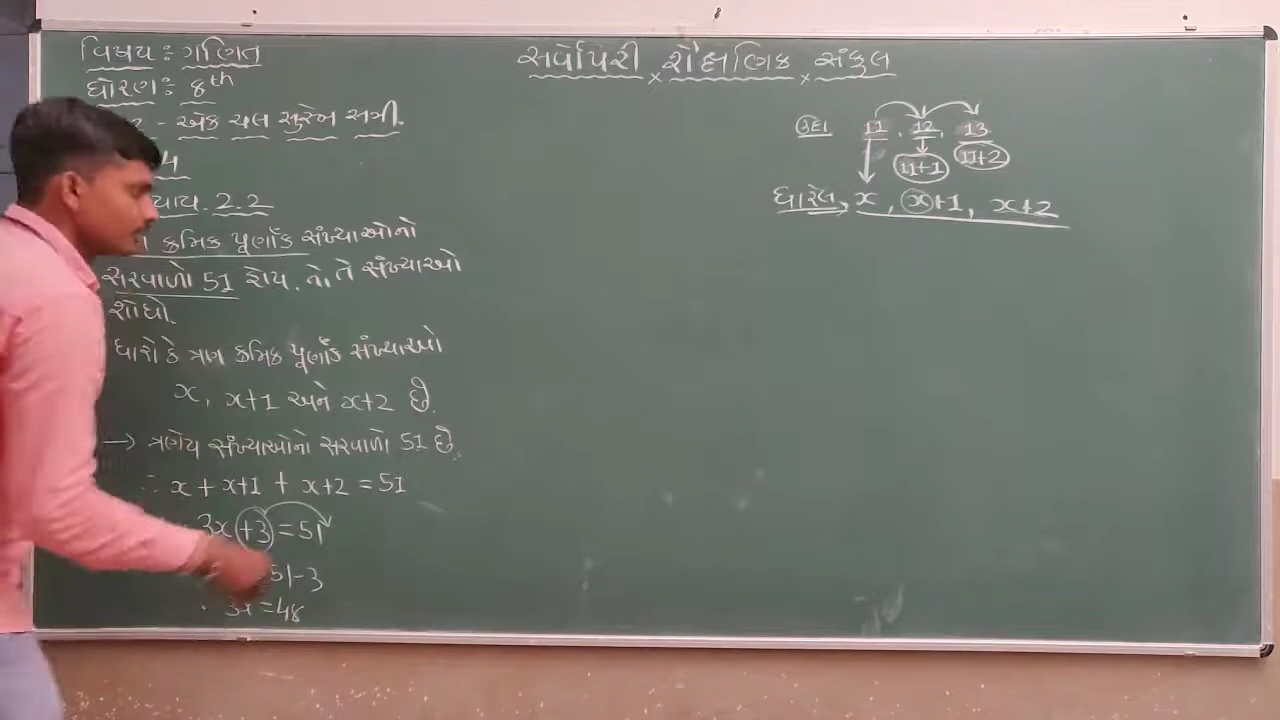 વિષય : ગણિત
ધોરણ : 8th
2 - એક ચલ સુરેખ સમી.
4
ધ્યાય. 2.2
ણ ક્રમિક પૂર્ણાંક સંખ્યાઓનો
સરવાળો 51 હોય. તો, તે સંખ્યાઓ
શોધો.
ધારો કે ત્રણ ક્રમિક પૂર્ણાંક સંખ્યાઓ
x, x+1 અને x+2 છે.
→ ત્રણેય સંખ્યાઓનો સરવાળો 51 છે.
∴ x + x+1 + x+2 = 51
3x +3 = 51
51-3
3x = 48
સર્વોપરી × શૈક્ષણિક × સંકુલ
ઉદા 11, 12, 13
11+1 11+2
ધારેલ, x, x+1, x+2